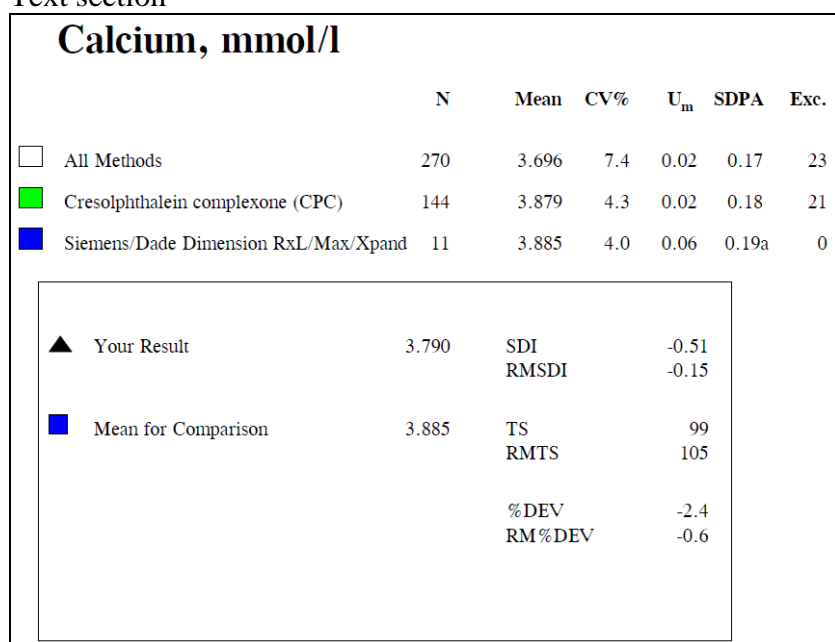 Text section
Calcium, mmol/l
N Mean CV% Um SDPA Exc.
All Methods 270 3.696 7.4 0.02 0.17 23
Cresolphthalein complexone (CPC) 144 3.879 4.3 0.02 0.18 21
Siemens/Dade Dimension RxL/Max/Xpand 11 3.885 4.0 0.06 0.19a 0
Your Result 3.790 SDI -0.51
RMSDI -0.15
Mean for Comparison 3.885 TS 99
RMTS 105
%DEV -2.4
RM%DEV -0.6